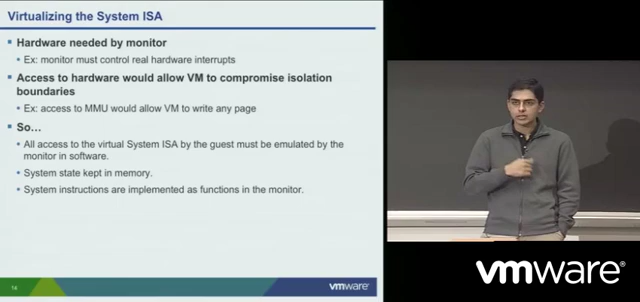 Virtualizing the System ISA
Hardware needed by monitor
Ex: monitor must control real hardware interrupts
Access to hardware would allow VM to compromise isolation
boundaries
Ex: access to MMU would allow VM to write any page
So…
All access to the virtual System ISA by the guest must be emulated by the
monitor in software.
System state kept in memory.
System instructions are implemented as functions in the monitor.
14
vmware
vmware®